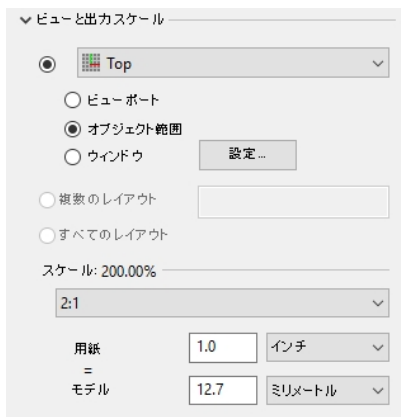 ビューと出力スケール
Top
ビューポート
オブジェクト範囲
ウィンドウ 設定...
複数のレイアウト
すべてのレイアウト
スケール: 200.00%
2:1
用紙 1.0 インチ
=
モデル 12.7 ミリメートル